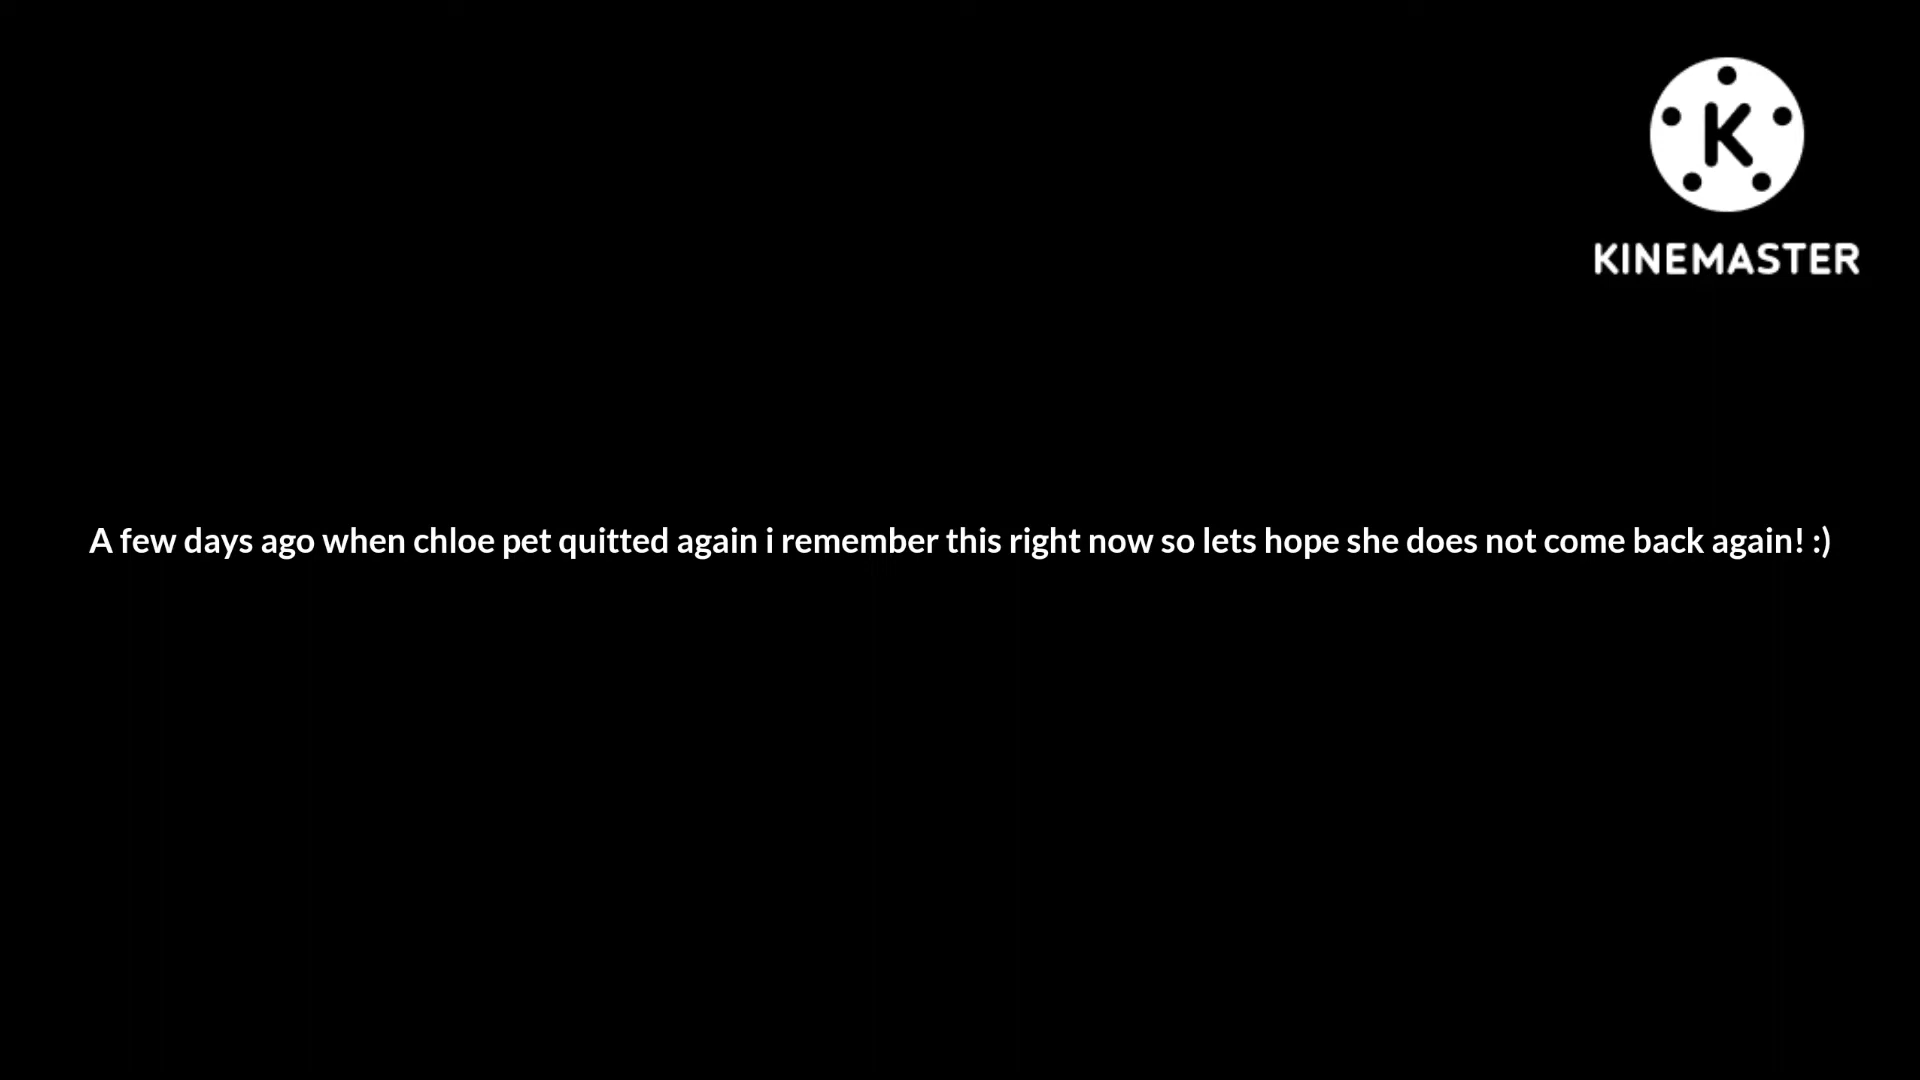 K
KINEMASTER
A few days ago when chloe pet quitted again i remember this right now so lets hope she does not come back again! :)